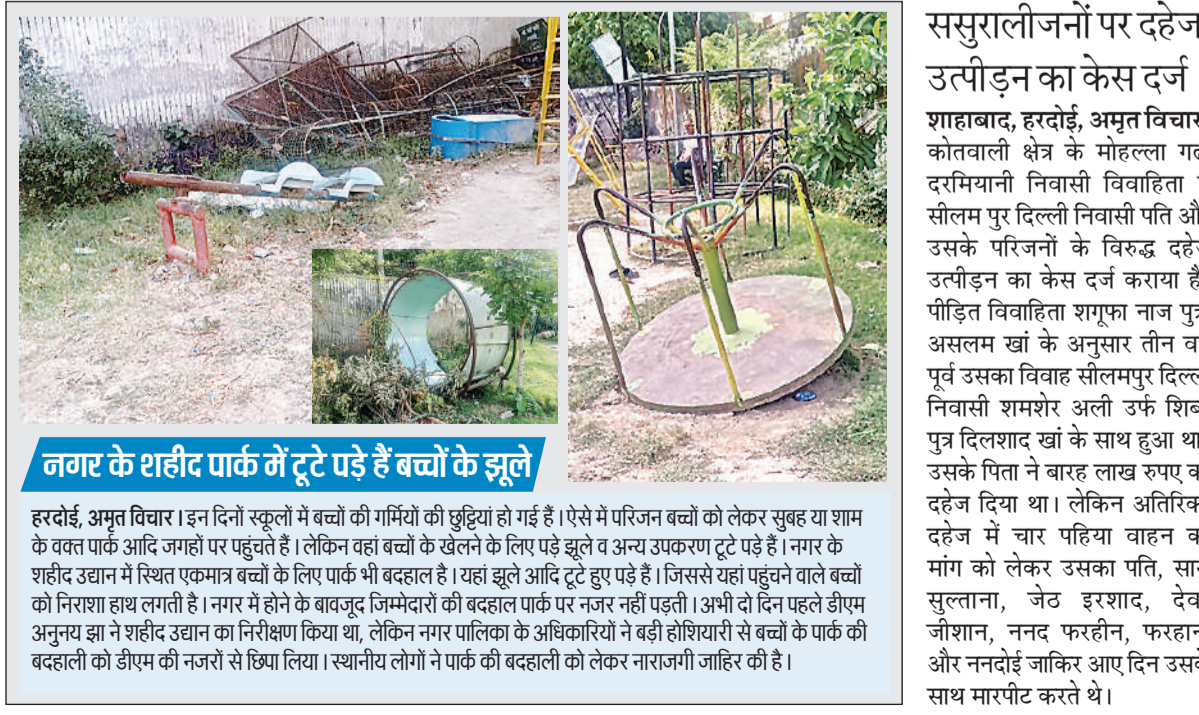 नगर के शहीद पार्क में टूटे पड़े हैं बच्चों के झूले
हरदोई, अमृत विचार। इन दिनों स्कूलों में बच्चों की गर्मियों की छुट्टियां हो गई हैं। ऐसे में परिजन बच्चों को लेकर सुबह या शाम
के वक्त पार्क आदि जगहों पर पहुंचते हैं। लेकिन वहां बच्चों के खेलने के लिए पड़े झूले व अन्य उपकरण टूटे पड़े हैं। नगर के
शहीद उद्यान में स्थित एकमात्र बच्चों के लिए पार्क भी बदहाल है। यहां झूले आदि टूटे हुए पड़े हैं। जिससे यहां पहुंचने वाले बच्चों
को निराशा हाथ लगती है। नगर में होने के बावजूद जिम्मेदारों की बदहाल पार्क पर नजर नहीं पड़ती। अभी दो दिन पहले डीएम
अनुनय झा ने शहीद उद्यान का निरीक्षण किया था, लेकिन नगर पालिका के अधिकारियों ने बड़ी होशियारी से बच्चों के पार्क की
बदहाली को डीएम की नजरों से छिपा लिया। स्थानीय लोगों ने पार्क की बदहाली को लेकर नाराजगी जाहिर की है।
ससुरालीजनों पर दहेज
उत्पीड़न का केस दर्ज
शाहाबाद, हरदोई, अमृत विचार
कोतवाली क्षेत्र के मोहल्ला
दरमियानी निवासी विवाहिता
सीलम पुर दिल्ली निवासी पति
उसके परिजनों के विरुद्ध
उत्पीड़न का केस दर्ज कराया
पीड़ित विवाहिता शगूफा नाज
असलम खां के अनुसार तीन
पूर्व उसका विवाह सीलमपुर
निवासी शमशेर अली उर्फ
पुत्र दिलशाद खां के साथ हुआ था
उसके पिता ने बारह लाख रुपए
दहेज दिया था। लेकिन
दहेज में चार पहिया वाहन
मांग को लेकर उसका पति,
सुल्ताना, जेठ इरशाद,
जीशान, ननद फरहीन,
और ननदोई जाकिर आए दिन
साथ मारपीट करते थे।